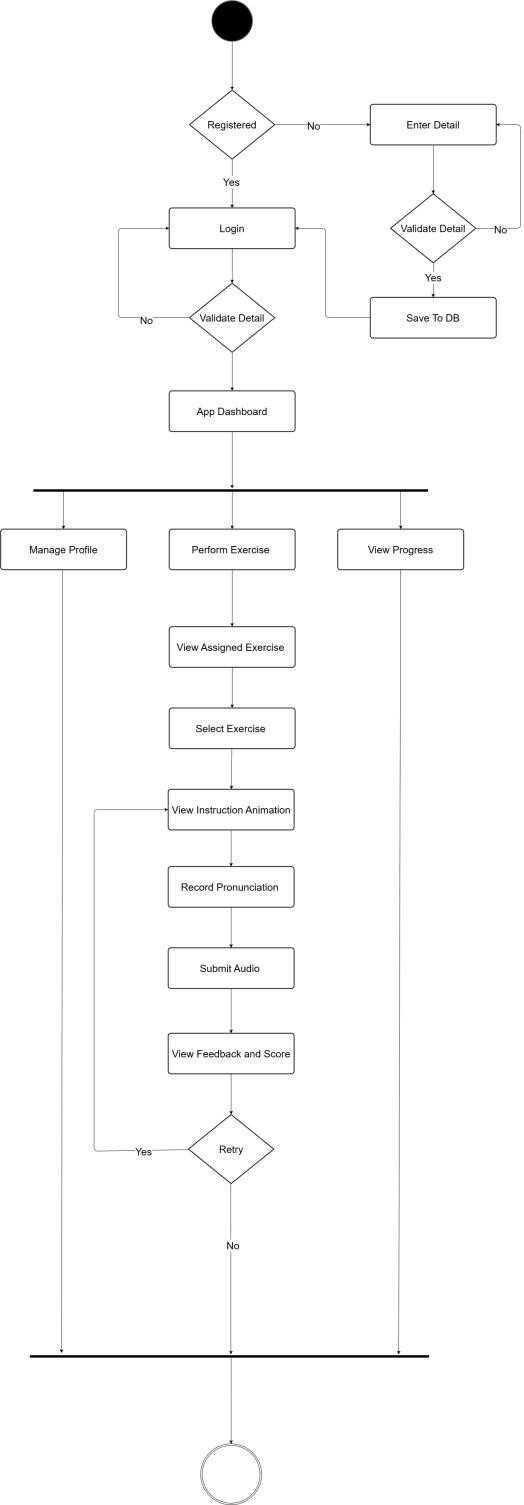 Registered
No
Enter Detail
Yes
Login
Validate Detail
No
Yes
Save To DB
No
Validate Detail
App Dashboard
Manage Profile
Perform Exercise
View Progress
View Assigned Exercise
Select Exercise
View Instruction Animation
Record Pronunciation
Submit Audio
View Feedback and Score
Retry
Yes
No